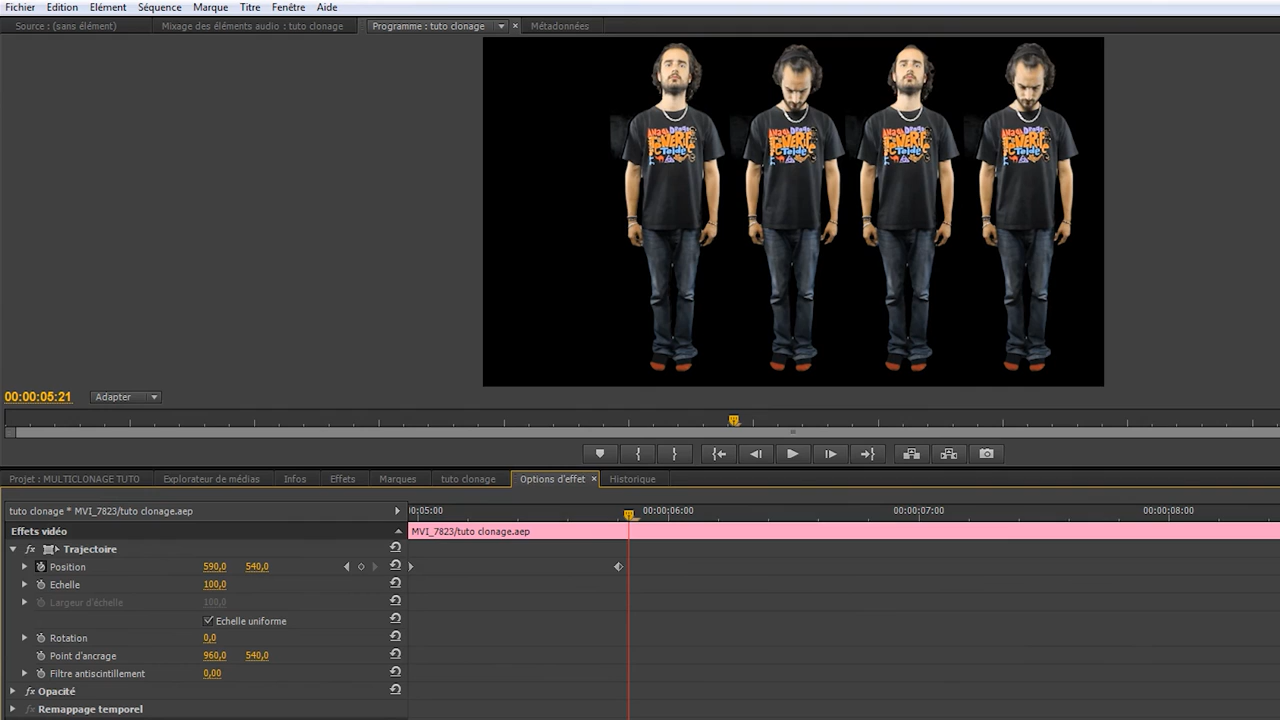 Fichier Edition Elément Séquence Marque Titre Fenêtre Aide
Source : (sans élément) Mixage des éléments audio : tuto clonage Programme : tuto clonage Métadonnées
00:00:05:21 Adapter
Projet : MULTICLONAGE TUTO Explorateur de médias Infos Effets Marques tuto clonage Options d'effet Historique
tuto clonage * MVI_7823/tuto clonage.aep 00:00:06:00 00:00:07:00 00:00:08:00
Effets vidéo MVI_7823/tuto clonage.aep
fx Trajectoire
Position 590,0 540,0
Echelle 100,0
Largeur d'échelle 100,0
Echelle uniforme
Rotation 0,0
Point d'ancrage 960,0 540,0
Filtre antiscintillement 0,00
fx Opacité
fx Remappage temporel